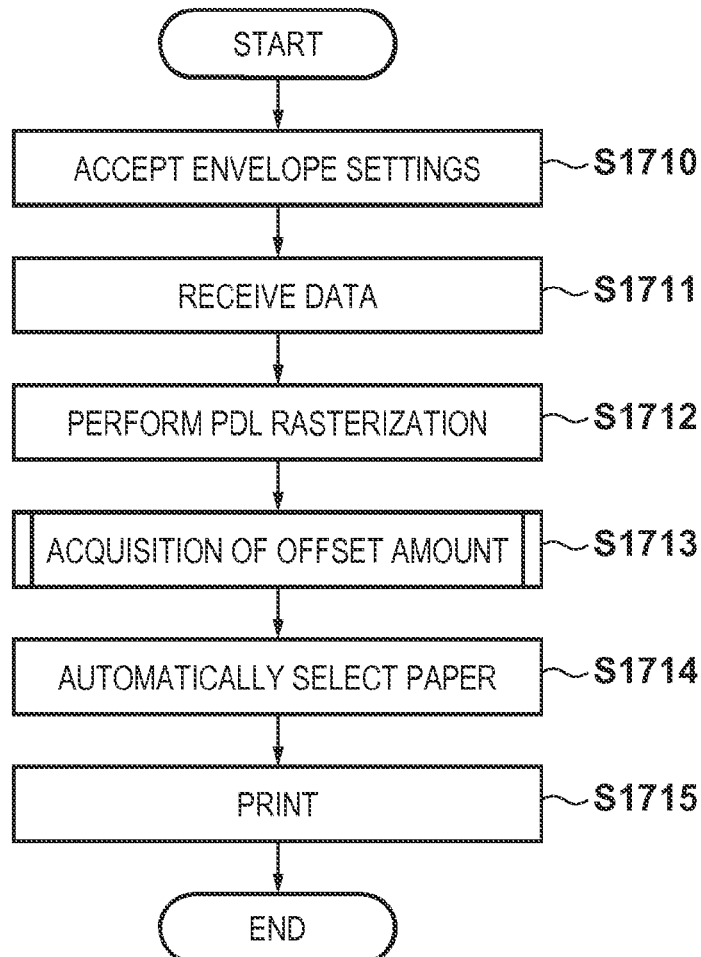 START
ACCEPT ENVELOPE SETTINGS S1710
RECEIVE DATA S1711
PERFORM PDL RASTERIZATION S1712
ACQUISITION OF OFFSET AMOUNT S1713
AUTOMATICALLY SELECT PAPER S1714
PRINT S1715
END